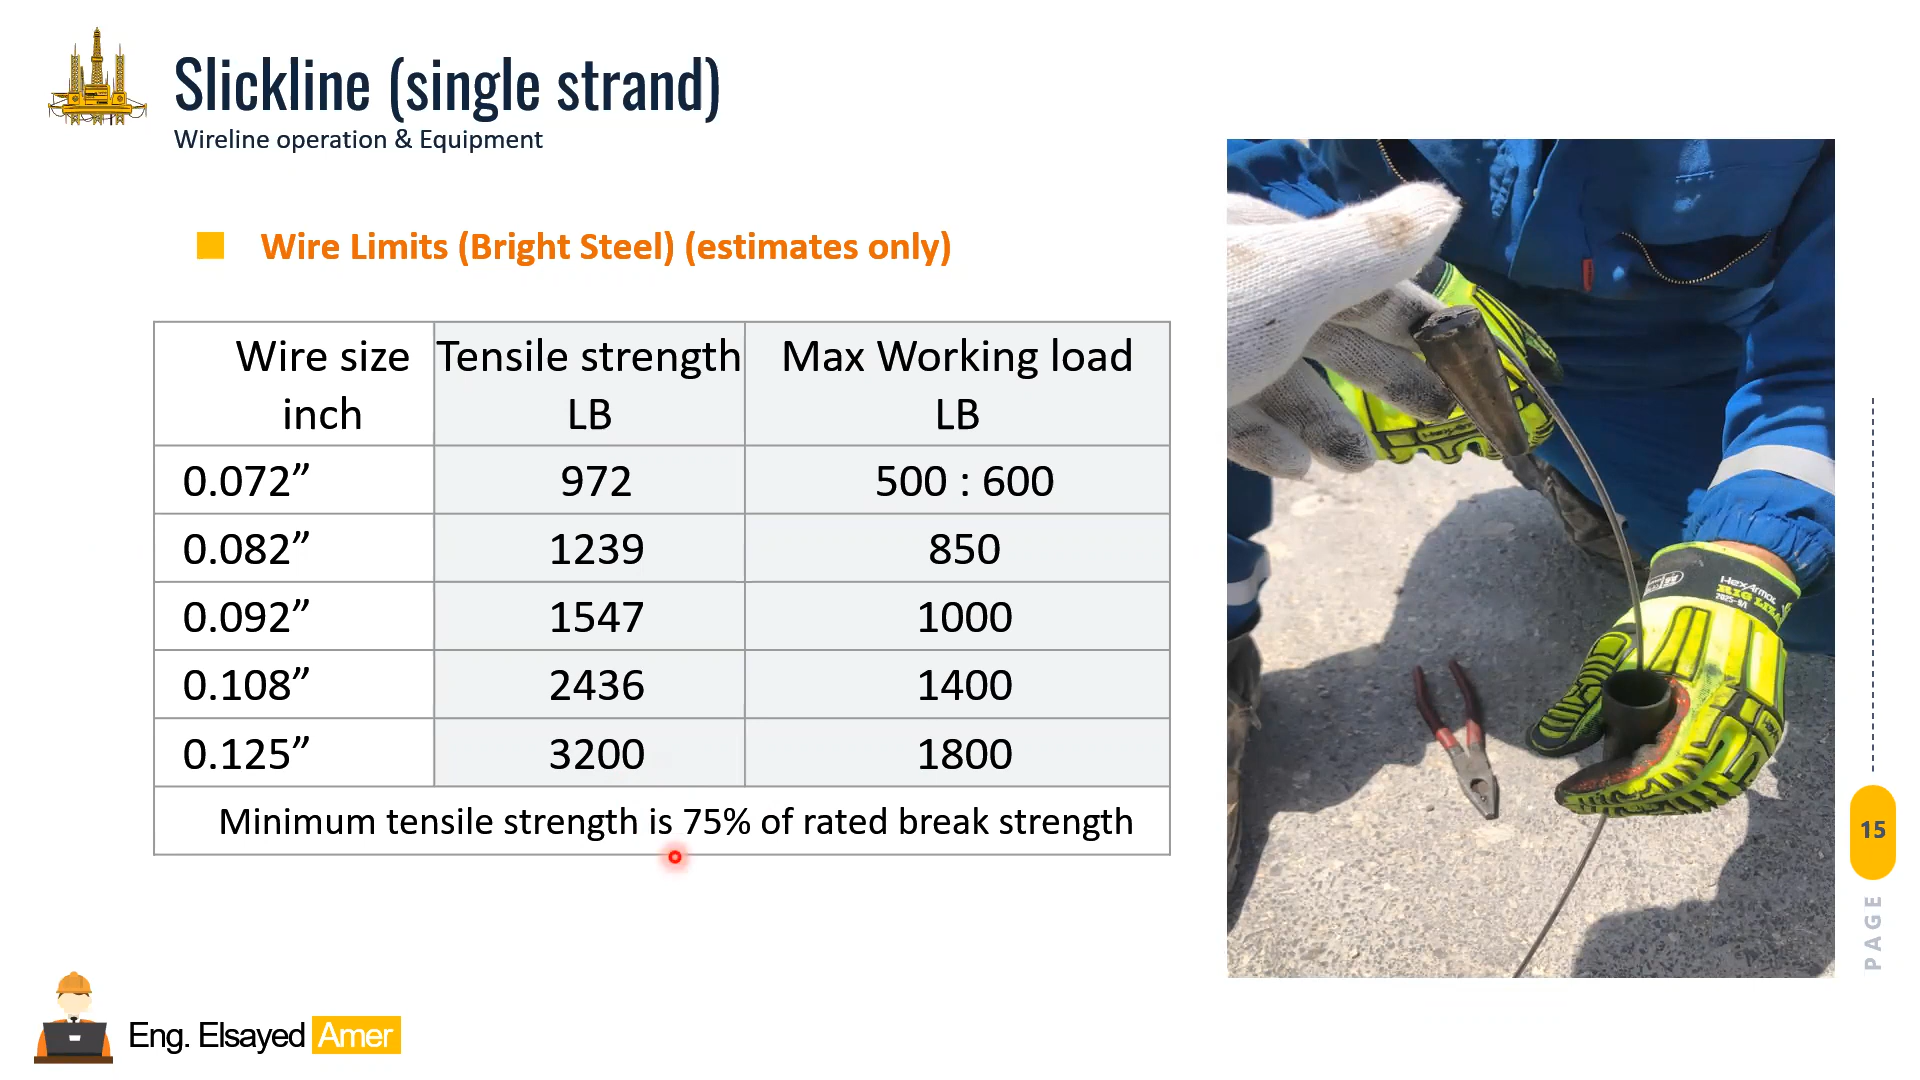 Slickline (single strand)
Wireline operation & Equipment
Wire Limits (Bright Steel) (estimates only)
Wire size inch Tensile strength LB Max Working load LB
0.072” 972 500 : 600
0.082” 1239 850
0.092” 1547 1000
0.108” 2436 1400
0.125” 3200 1800
Minimum tensile strength is 75% of rated break strength
HexArmor
RIG LIZ
15
PAGE
Eng. Elsayed Amer